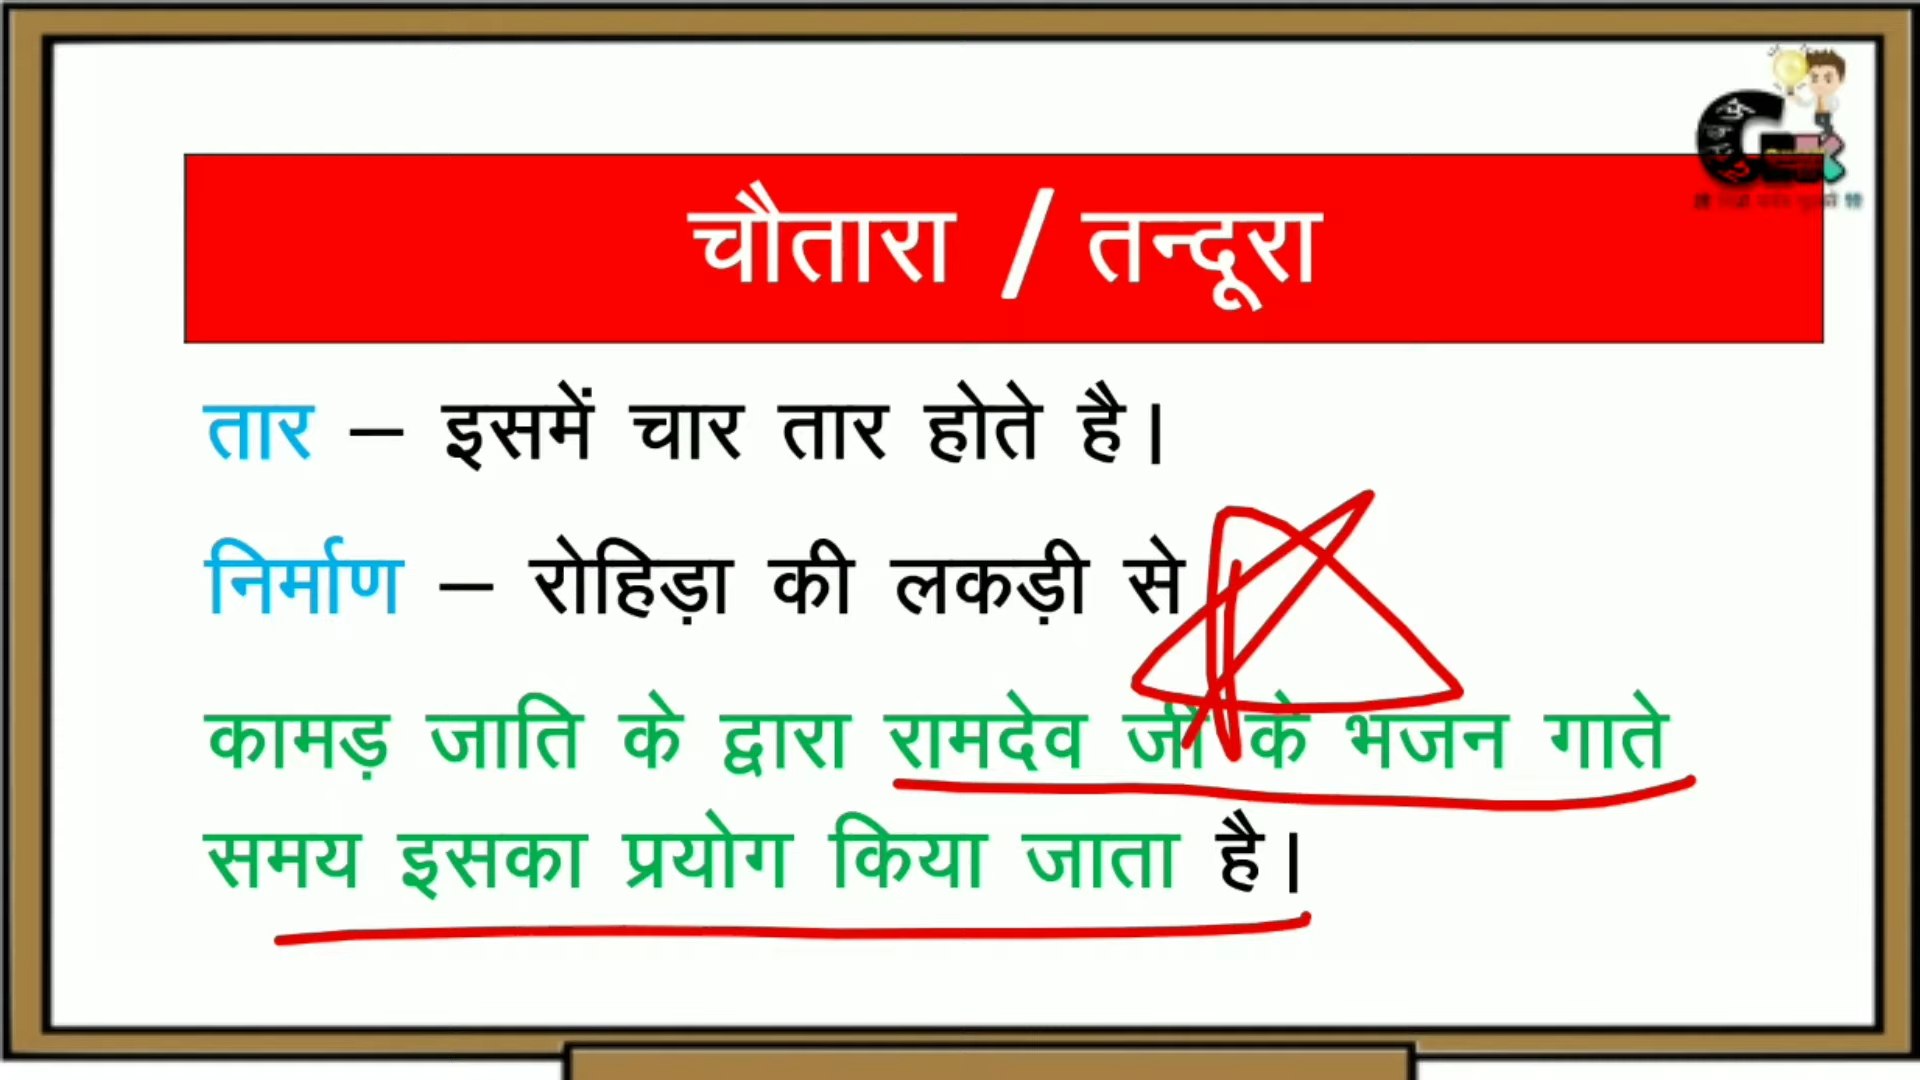 चौतारा / तन्दूरा
तार – इसमें चार तार होते है।
निर्माण – रोहिड़ा की लकड़ी से
कामड़ जाति के द्वारा रामदेव जी के भजन गाते
समय इसका प्रयोग किया जाता है।